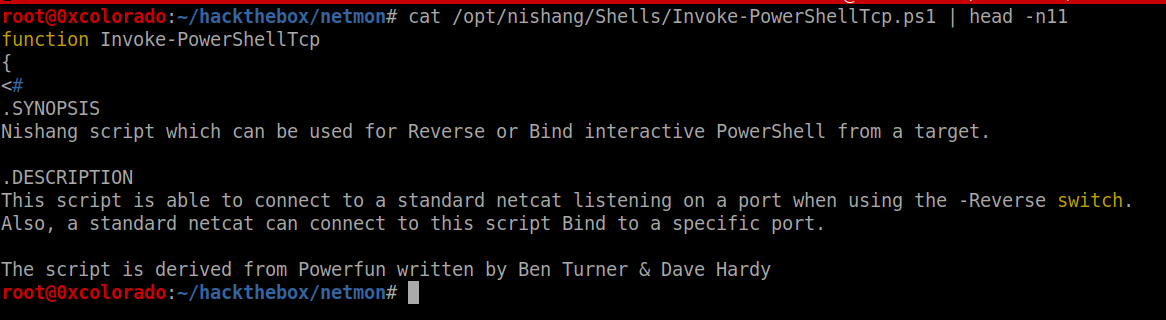 root@0xcolorado:~/hackthebox/netmon# cat /opt/nishang/Shells/Invoke-PowerShellTcp.ps1 | head -n11
function Invoke-PowerShellTcp
{
<#
.SYNOPSIS
Nishang script which can be used for Reverse or Bind interactive PowerShell from a target.
.DESCRIPTION
This script is able to connect to a standard netcat listening on a port when using the -Reverse switch.
Also, a standard netcat can connect to this script Bind to a specific port.
The script is derived from Powerfun written by Ben Turner & Dave Hardy
root@0xcolorado:~/hackthebox/netmon#